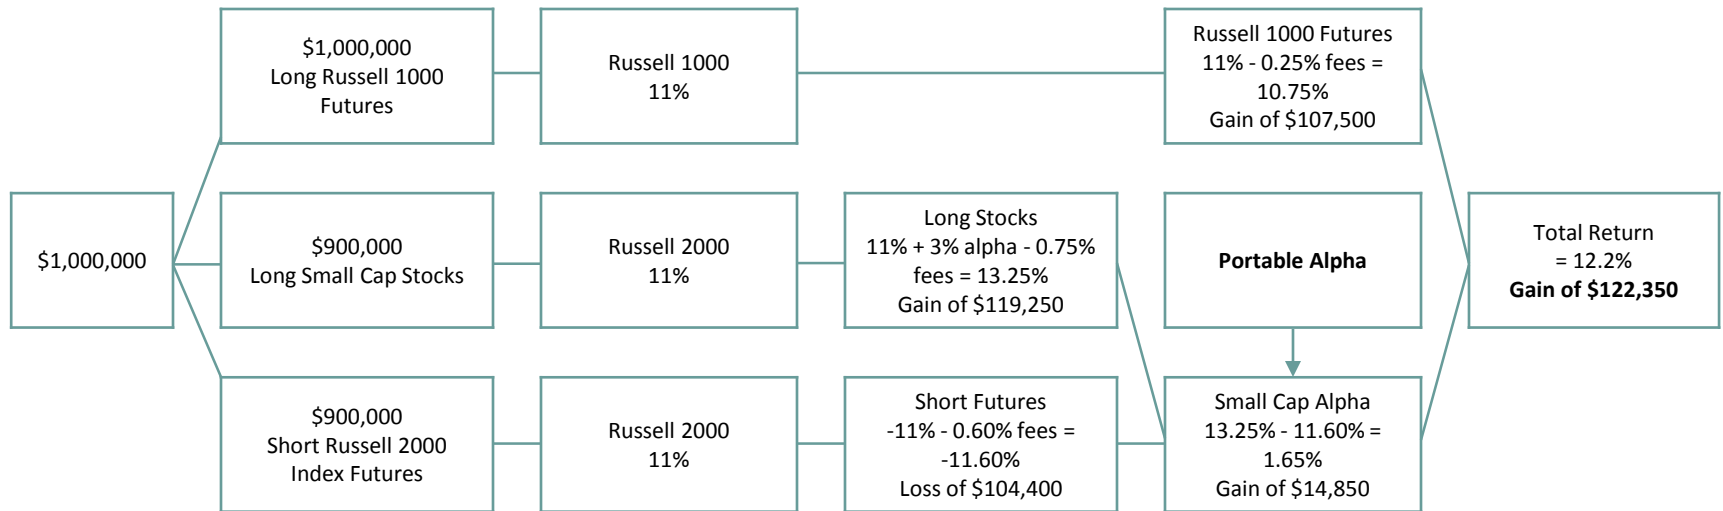 $1,000,000
$1,000,000
Long Russell 1000
Futures
Russell 1000
11%
Russell 1000 Futures
11% - 0.25% fees =
10.75%
Gain of $107,500
$900,000
Long Small Cap Stocks
Russell 2000
11%
Long Stocks
11% + 3% alpha - 0.75%
fees = 13.25%
Gain of $119,250
Portable Alpha
Total Return
= 12.2%
Gain of $122,350
$900,000
Short Russell 2000
Index Futures
Russell 2000
11%
Short Futures
-11% - 0.60% fees =
-11.60%
Loss of $104,400
Small Cap Alpha
13.25% - 11.60% =
1.65%
Gain of $14,850